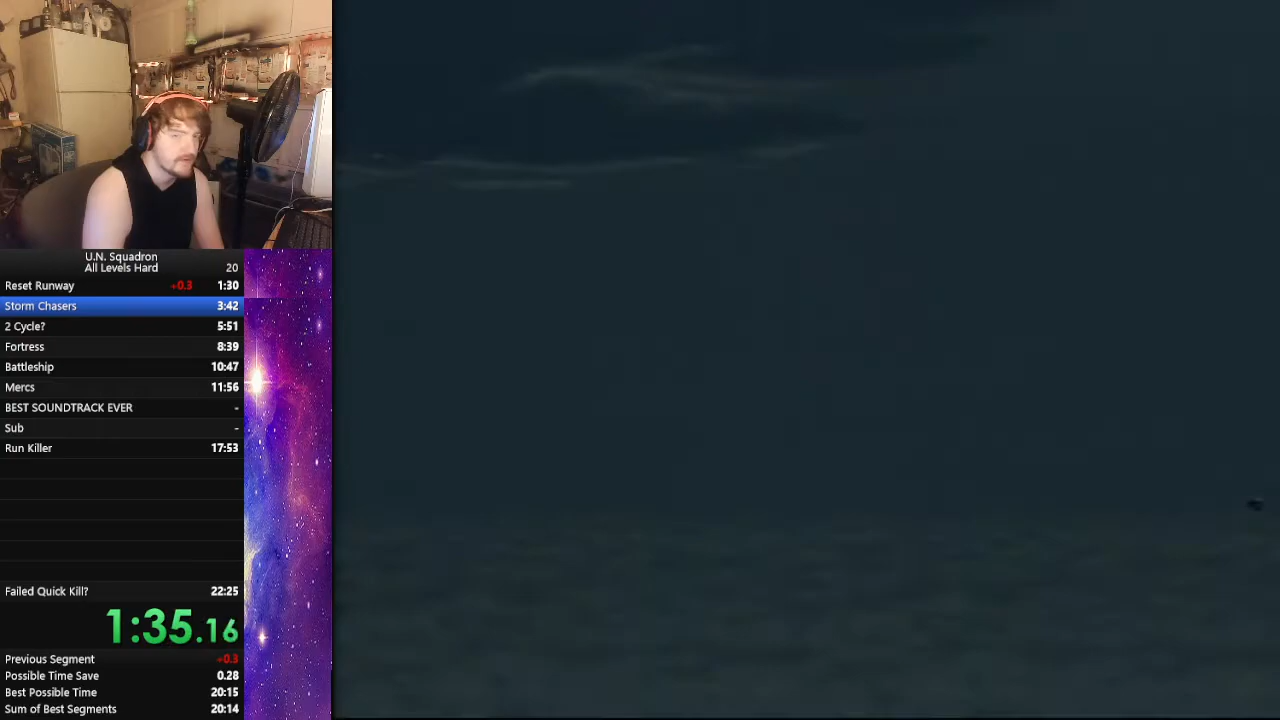 U.N. Squadron
All Levels Hard 20
Reset Runway +0.3 1:30
Storm Chasers 3:42
2 Cycle? 5:51
Fortress 8:39
Battleship 10:47
Mercs 11:56
BEST SOUNDTRACK EVER -
Sub -
Run Killer 17:53
Failed Quick Kill? 22:25
1:35.16
Previous Segment +0.3
Possible Time Save 0.28
Best Possible Time 20:15
Sum of Best Segments 20:14